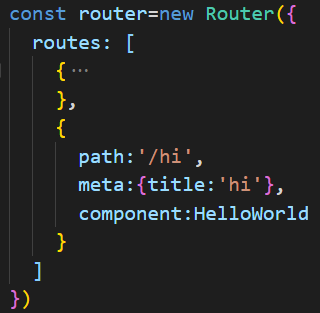 const router=new Router({
  routes: [
    {···
    },
    {
      path:'/hi',
      meta:{title:'hi'},
      component:HelloWorld
    }
  ]
})